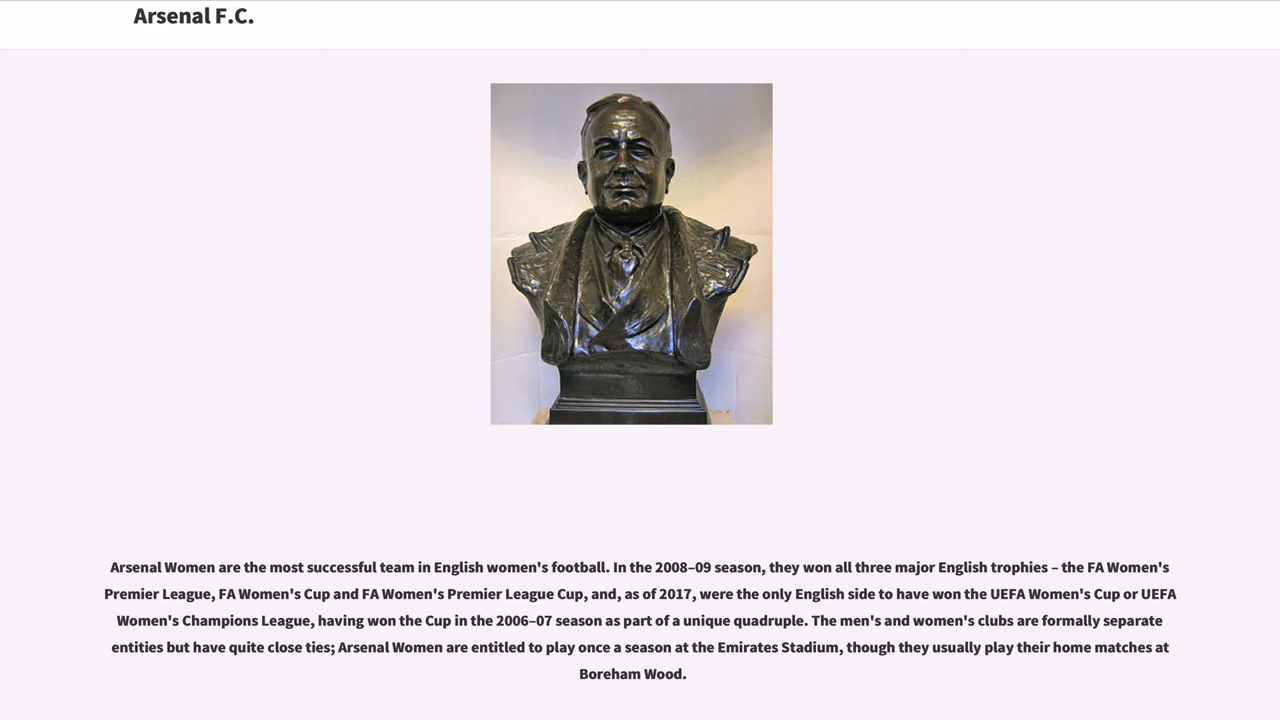 Arsenal F.C.
Arsenal Women are the most successful team in English women's football. In the 2008–09 season, they won all three major English trophies – the FA Women's
Premier League, FA Women's Cup and FA Women's Premier League Cup, and, as of 2017, were the only English side to have won the UEFA Women's Cup or UEFA
Women's Champions League, having won the Cup in the 2006–07 season as part of a unique quadruple. The men's and women's clubs are formally separate
entities but have quite close ties; Arsenal Women are entitled to play once a season at the Emirates Stadium, though they usually play their home matches at
Boreham Wood.